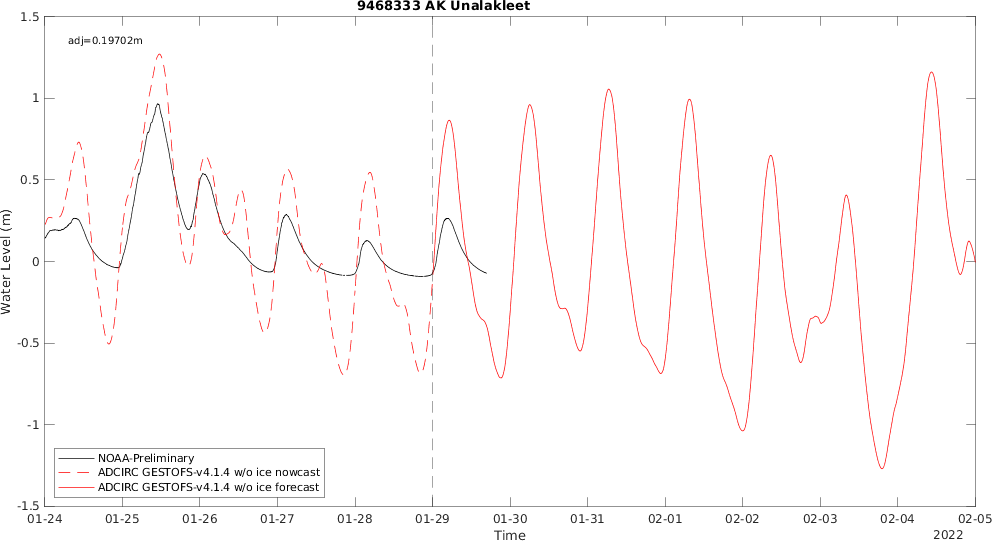 9468333 AK Unalakleet
adj=0.19702m
1.5
1
0.5
0
-0.5
-1
-1.5
Water Level (m)
NOAA-Preliminary
ADCIRC GESTOFS-v4.1.4 w/o ice nowcast
ADCIRC GESTOFS-v4.1.4 w/o ice forecast
01-24 01-25 01-26 01-27 01-28 01-29 01-30 01-31 02-01 02-02 02-03 02-04 02-05
Time
2022